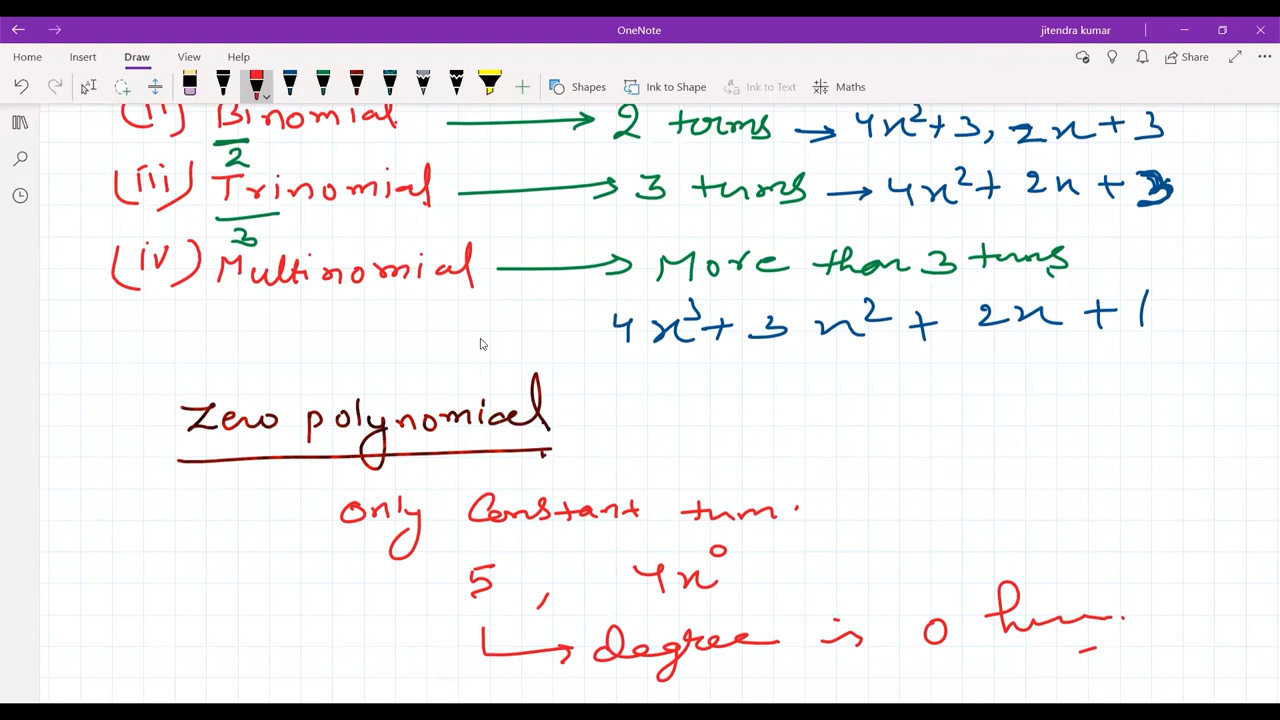 OneNote
jitendra kumar
Home Insert Draw View Help
Share
Shapes Ink to Shape Ink to Text Maths
(ii) Binomial → 2 terms → 4x²+3, 2x+3
2
(iii) Trinomial → 3 terms → 4x²+ 2x + 3
3
(iv) Multinomial → More than 3 terms
4x³+ 3x² + 2x + 1
Zero polynomial
only Constant term.
5 , 4x⁰
↳ degree is 0